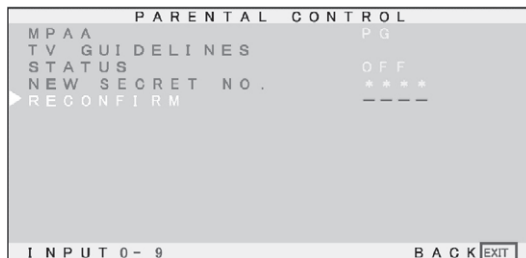 PARENTAL CONTROL
MPAA PG
TV GUIDELINES
STATUS OFF
NEW SECRET NO. ****
RECONFIRM ----
INPUT 0-9 BACK EXIT